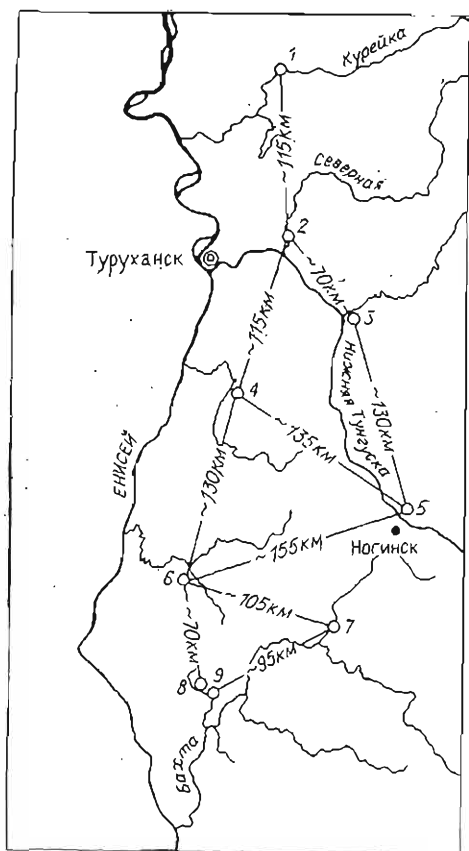 1
Курейка
~115км
Северная
2
Туруханск
~70км
3
~115км
Нижная Тунгуска
4
~130км
~135км
ЕНИСЕЙ
~130км
5
~155км
Ногинск
6
~105км
7
~70км
~95км
8
9
Бахта